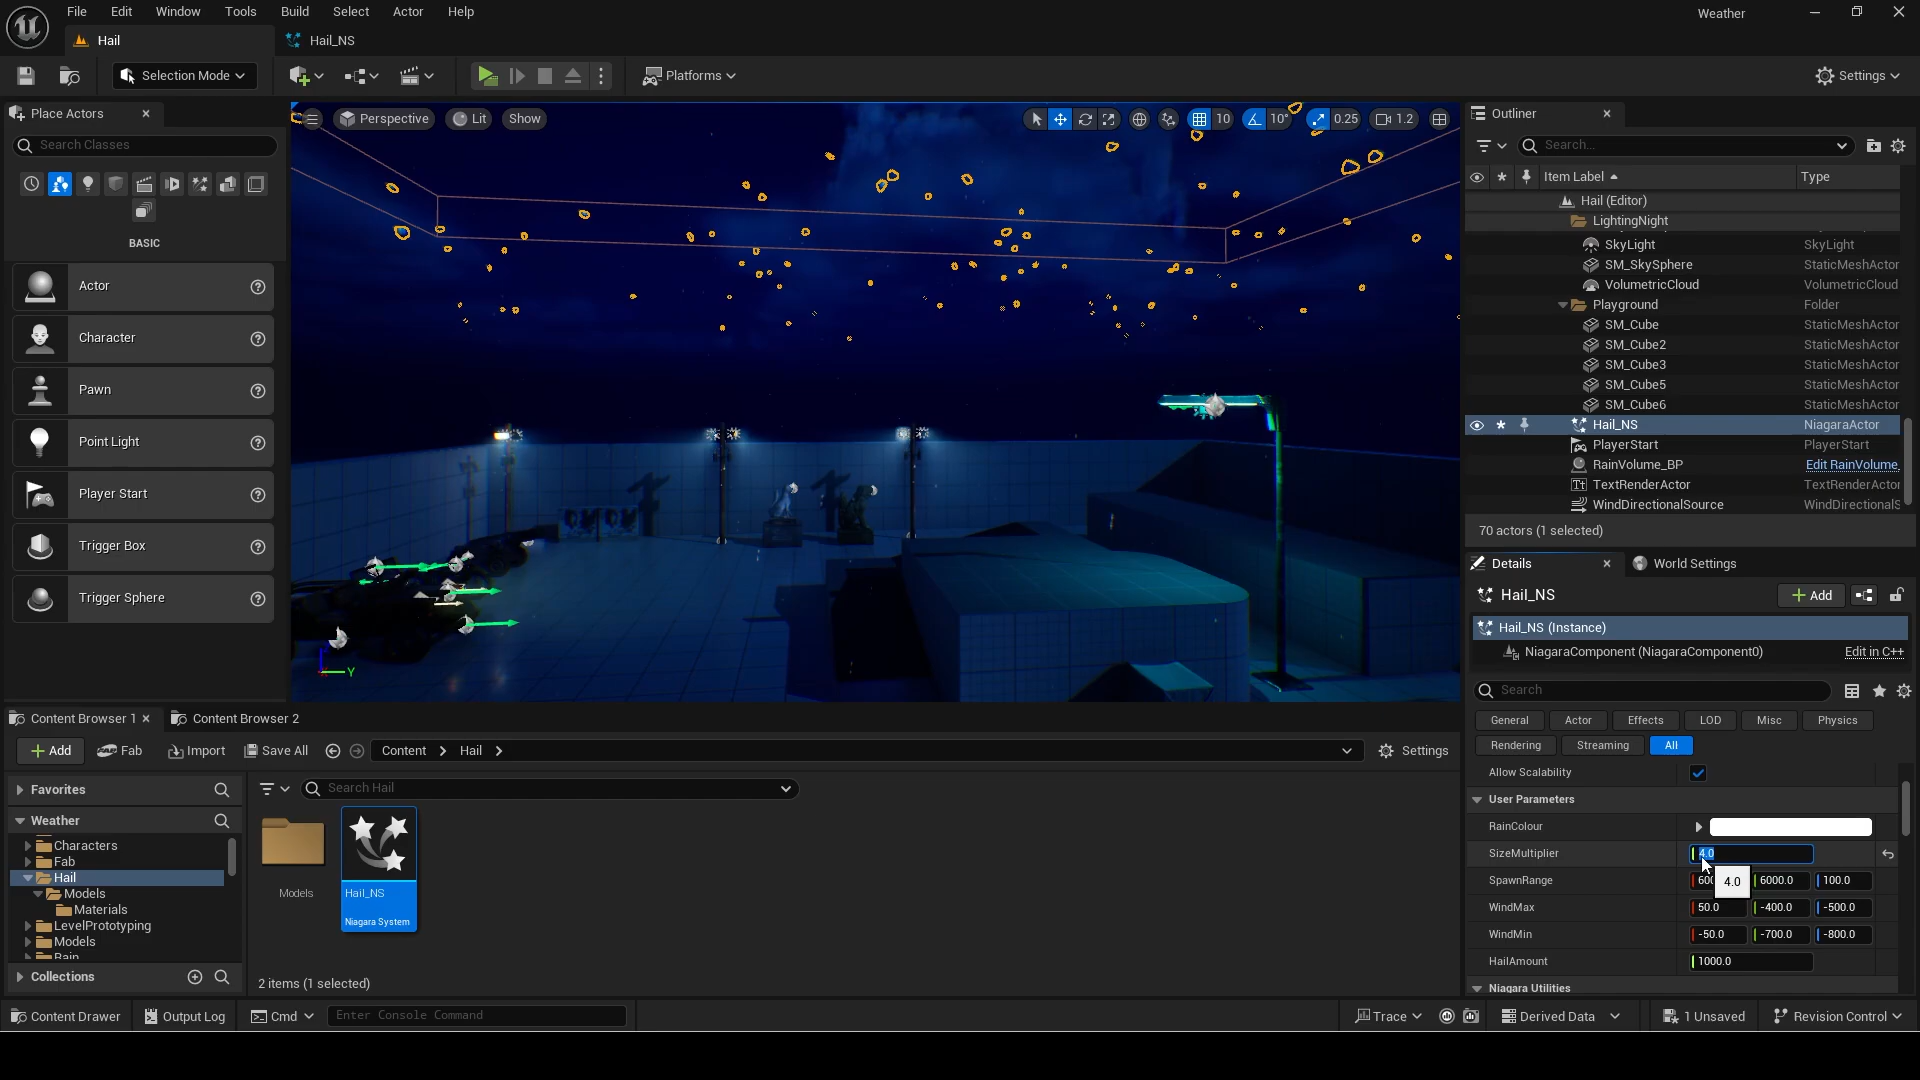 File Edit Window Tools Build Select Actor Help
Weather
Hail
Hail_NS
Selection Mode
Platforms
Settings
Place Actors
Search Classes
BASIC
Actor
Character
Pawn
Point Light
Player Start
Trigger Box
Trigger Sphere
Perspective
Lit
Show
10
10°
0.25
1.2
Y
Outliner
Search...
Item Label
Type
Hail (Editor)
LightingNight
SkyLight SkyLight
SM_SkySphere StaticMeshActor
VolumetricCloud VolumetricCloud
Playground Folder
SM_Cube StaticMeshActor
SM_Cube2 StaticMeshActor
SM_Cube3 StaticMeshActor
SM_Cube5 StaticMeshActor
SM_Cube6 StaticMeshActor
Hail_NS NiagaraActor
PlayerStart PlayerStart
RainVolume_BP Edit RainVolume_
TextRenderActor TextRenderActor
WindDirectionalSource WindDirectionalS
70 actors (1 selected)
Details
World Settings
Hail_NS
Add
Hail_NS (Instance)
NiagaraComponent (NiagaraComponent0) Edit in C++
Search
General Actor Effects LOD Misc Physics
Rendering Streaming All
Allow Scalability
User Parameters
RainColour
SizeMultiplier 4.0
SpawnRange 600 6000.0 100.0
4.0
WindMax 50.0 -400.0 -500.0
WindMin -50.0 -700.0 -800.0
HailAmount 1000.0
Niagara Utilities
Content Browser 1
Content Browser 2
Add
Fab
Import
Save All
Content
Hail
Settings
Favorites
Weather
Characters
Fab
Hail
Models
Materials
LevelPrototyping
Models
Rain
Collections
Search Hail
Models
Hail_NS
Niagara System
2 items (1 selected)
Content Drawer
Output Log
Cmd
Enter Console Command
Trace
Derived Data
1 Unsaved
Revision Control